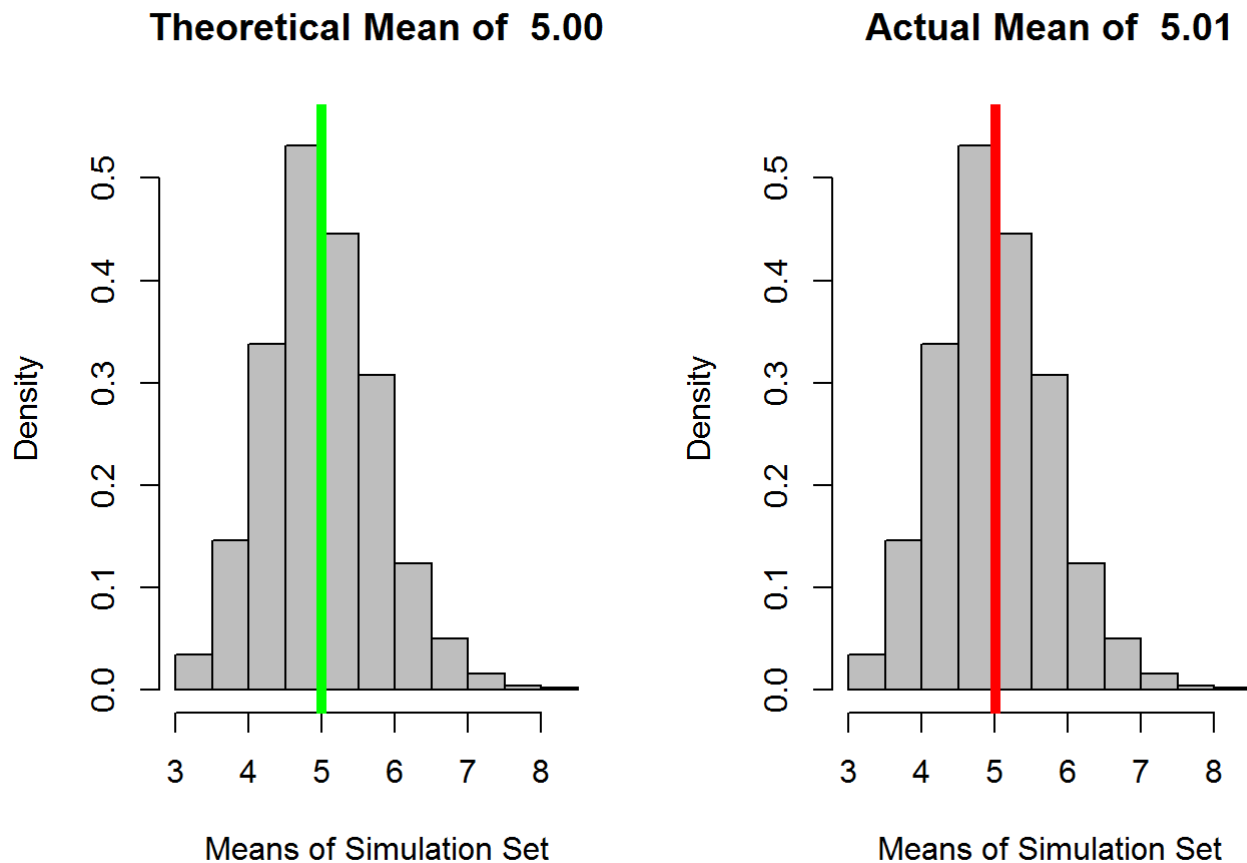 Theoretical Mean of  5.00
Density
0.0 0.1 0.2 0.3 0.4 0.5
3 4 5 6 7 8
Means of Simulation Set
Actual Mean of  5.01
Density
0.0 0.1 0.2 0.3 0.4 0.5
3 4 5 6 7 8
Means of Simulation Set